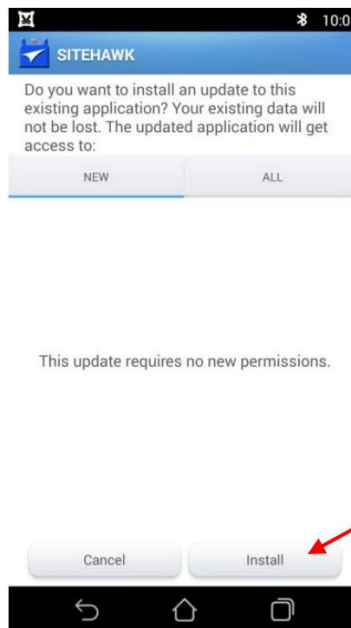 10:0
SITEHAWK
Do you want to install an update to this
existing application? Your existing data will
not be lost. The updated application will get
access to:
NEW ALL
This update requires no new permissions.
Cancel Install